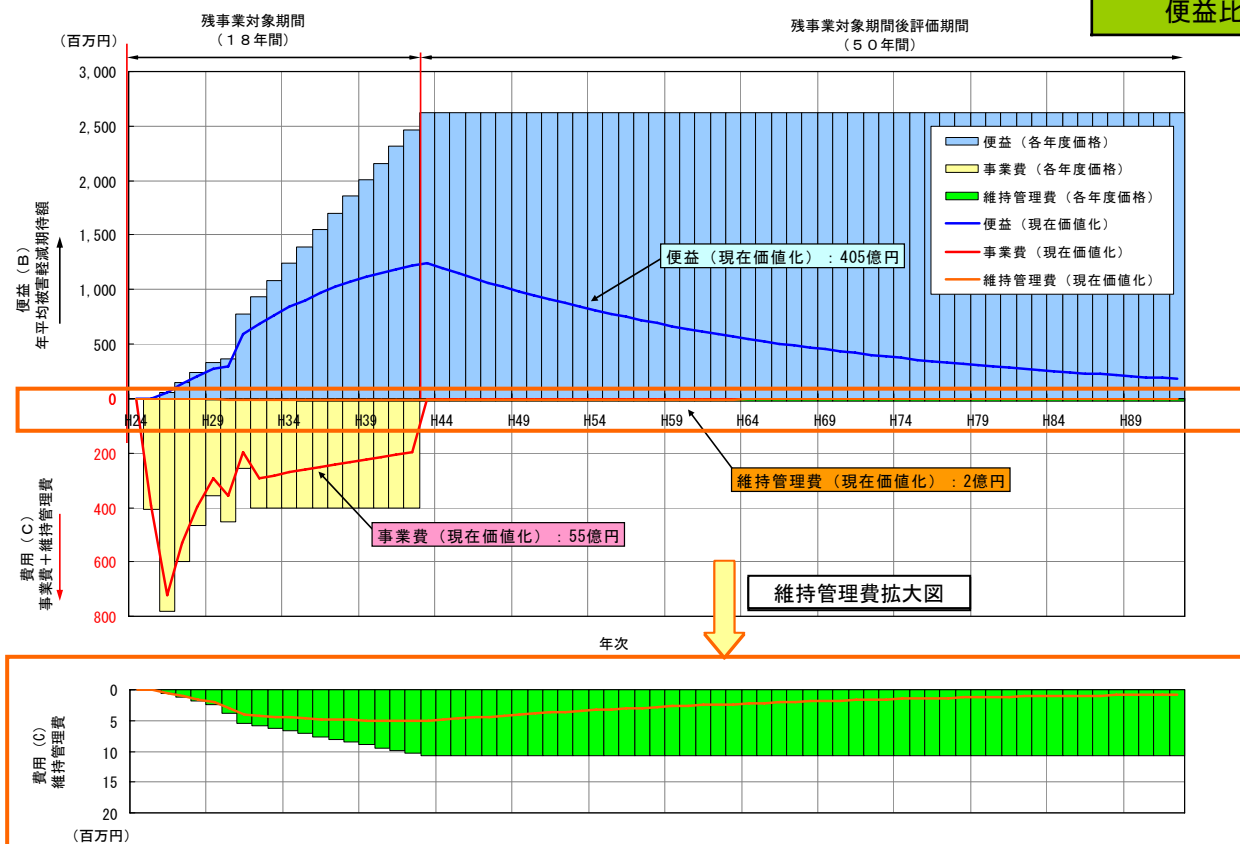 便益比
残事業対象期間
(18年間)
残事業対象期間後評価期間
(50年間)
(百万円)
3,000
2,500
2,000
1,500
1,000
500
0
200
400
600
800
便益(B)
年平均被害軽減期待額
費用(C)
事業費+維持管理費
便益(各年度価格)
事業費(各年度価格)
維持管理費(各年度価格)
便益(現在価値化)
事業費(現在価値化)
維持管理費(現在価値化)
便益(現在価値化):405億円
H24 H29 H34 H39 H44 H49 H54 H59 H64 H69 H74 H79 H84 H89
維持管理費(現在価値化):2億円
事業費(現在価値化):55億円
維持管理費拡大図
年次
0
5
10
15
20
費用(C)
維持管理費
(百万円)